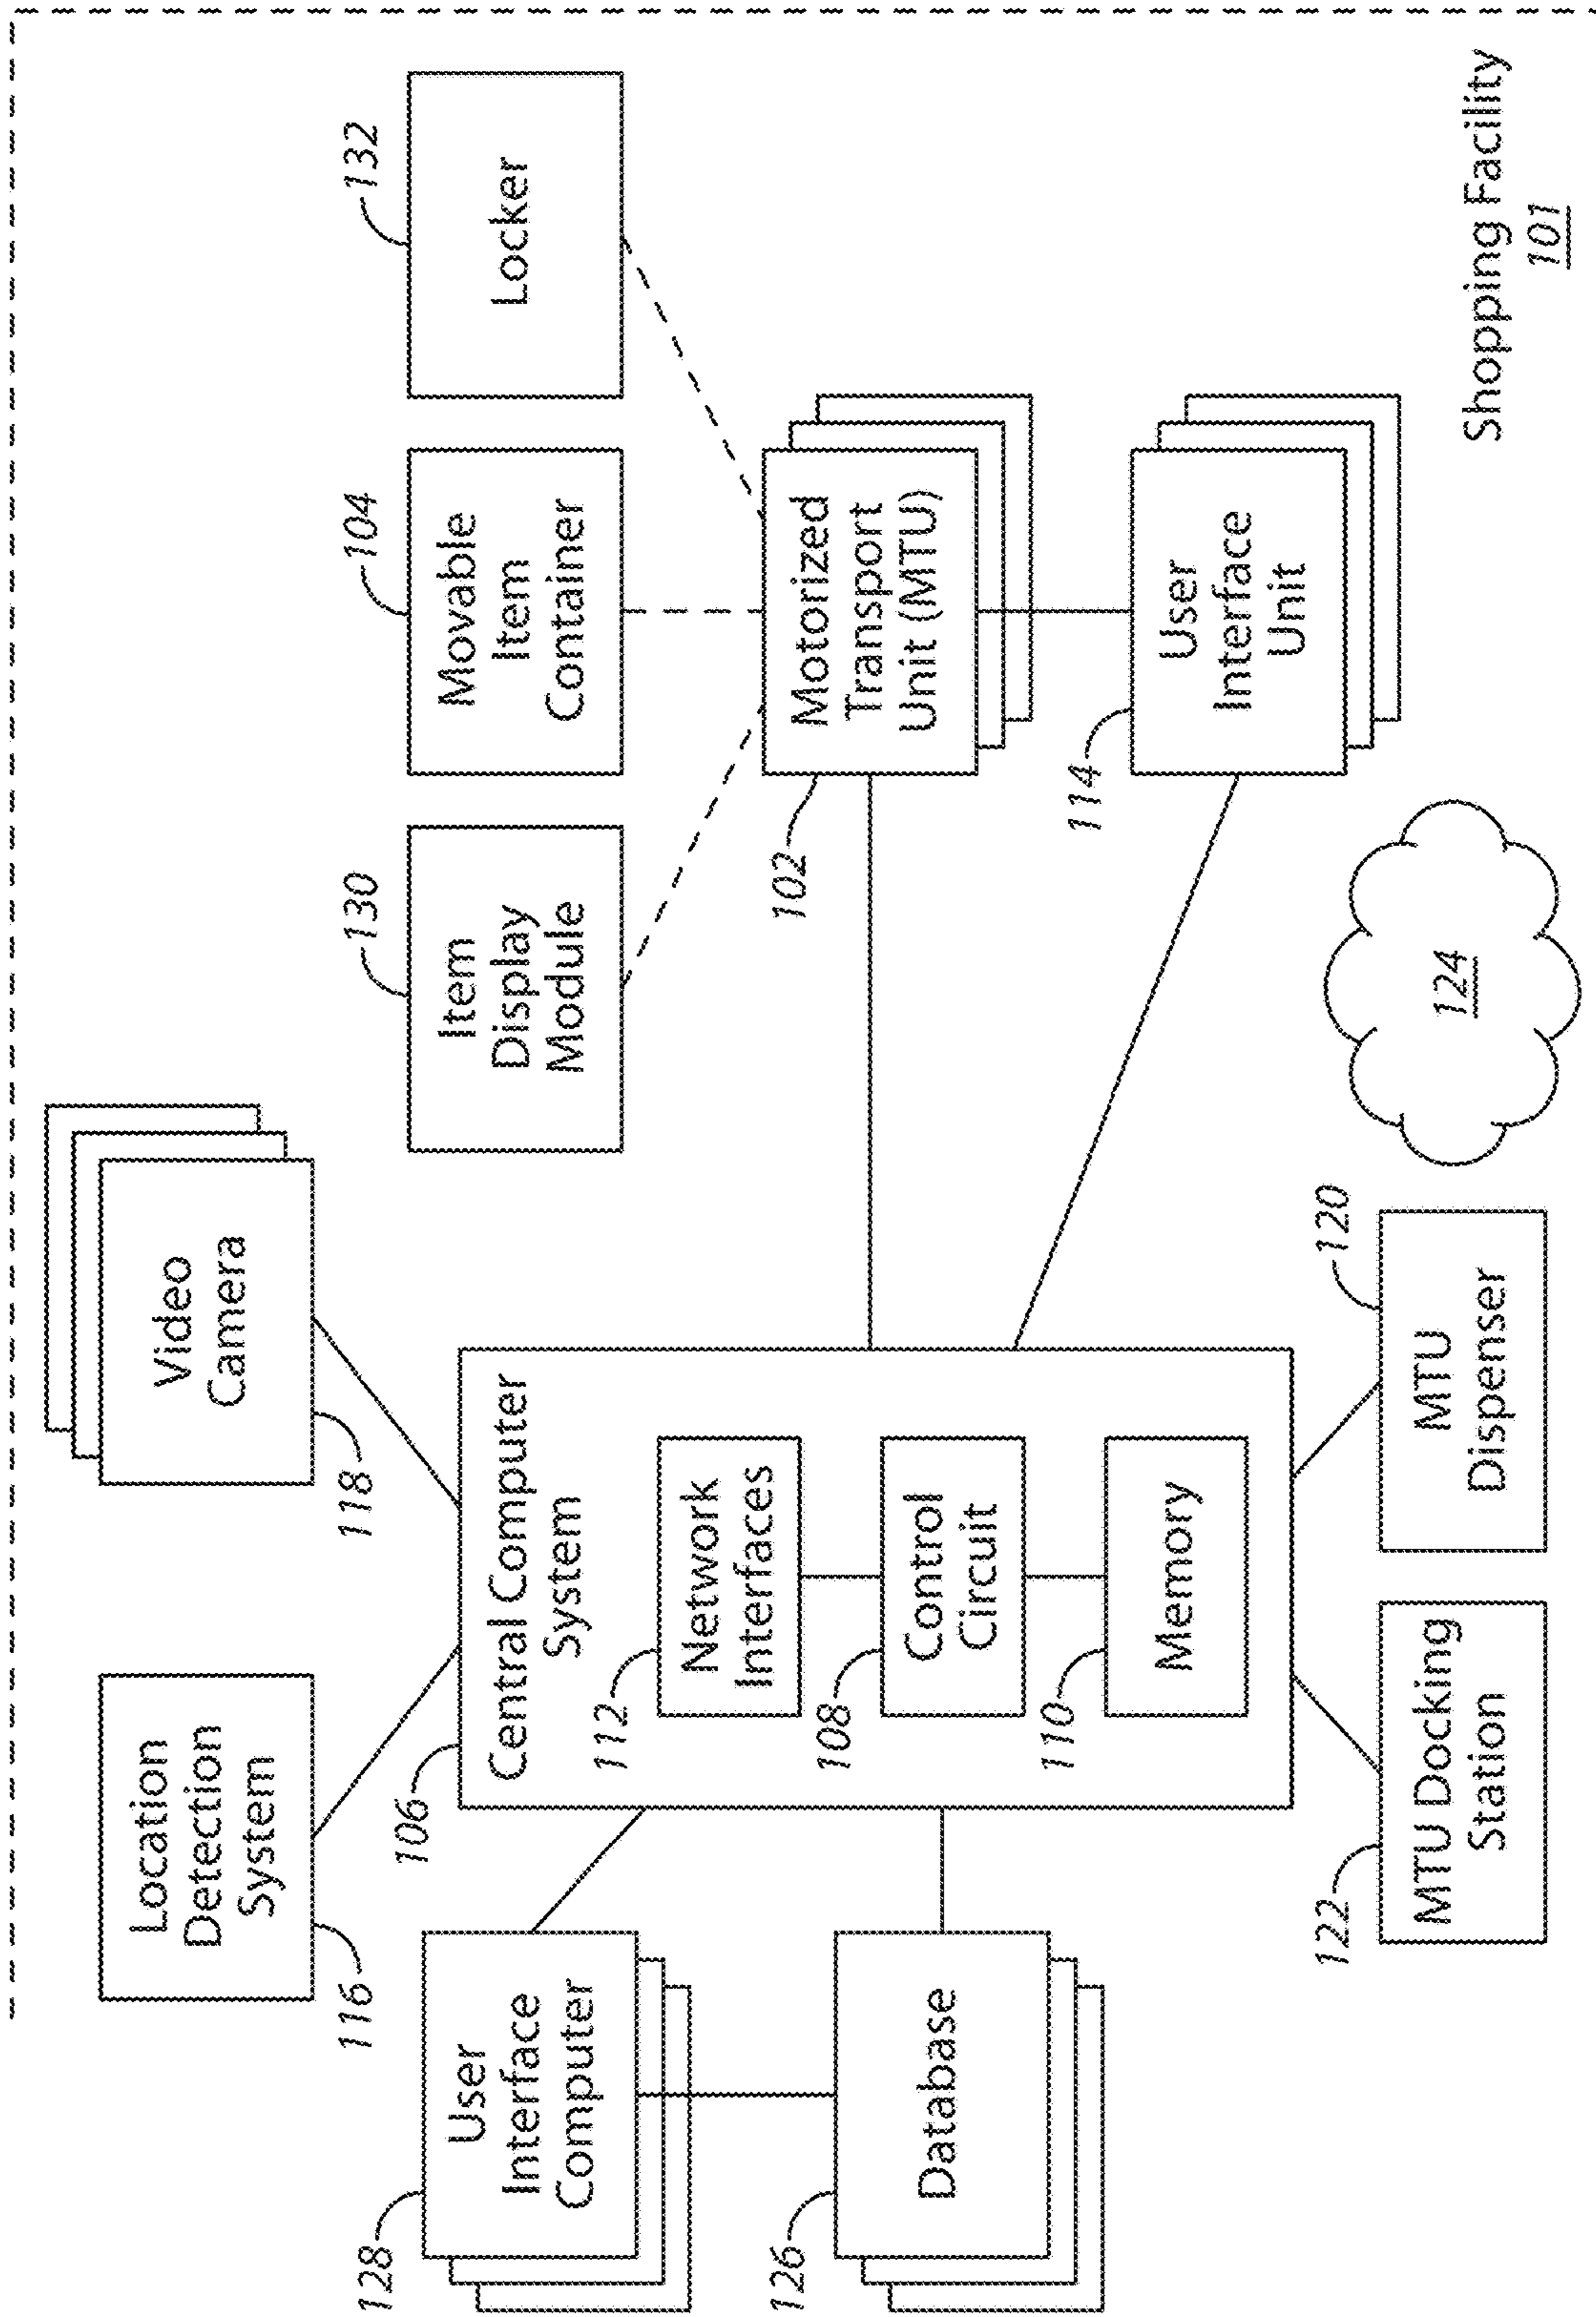 116
Location
Detection
System
118
Video
Camera
128
User
Interface
Computer
126
Database
106
Central Computer
System
112
Network
Interfaces
108
Control
Circuit
110
Memory
122
MTU Docking
Station
120
MTU
Dispenser
130
Item
Display
Module
104
Movable
Item
Container
132
Locker
102
Motorized
Transport
Unit (MTU)
114
User
Interface
Unit
124
Shopping Facility
101